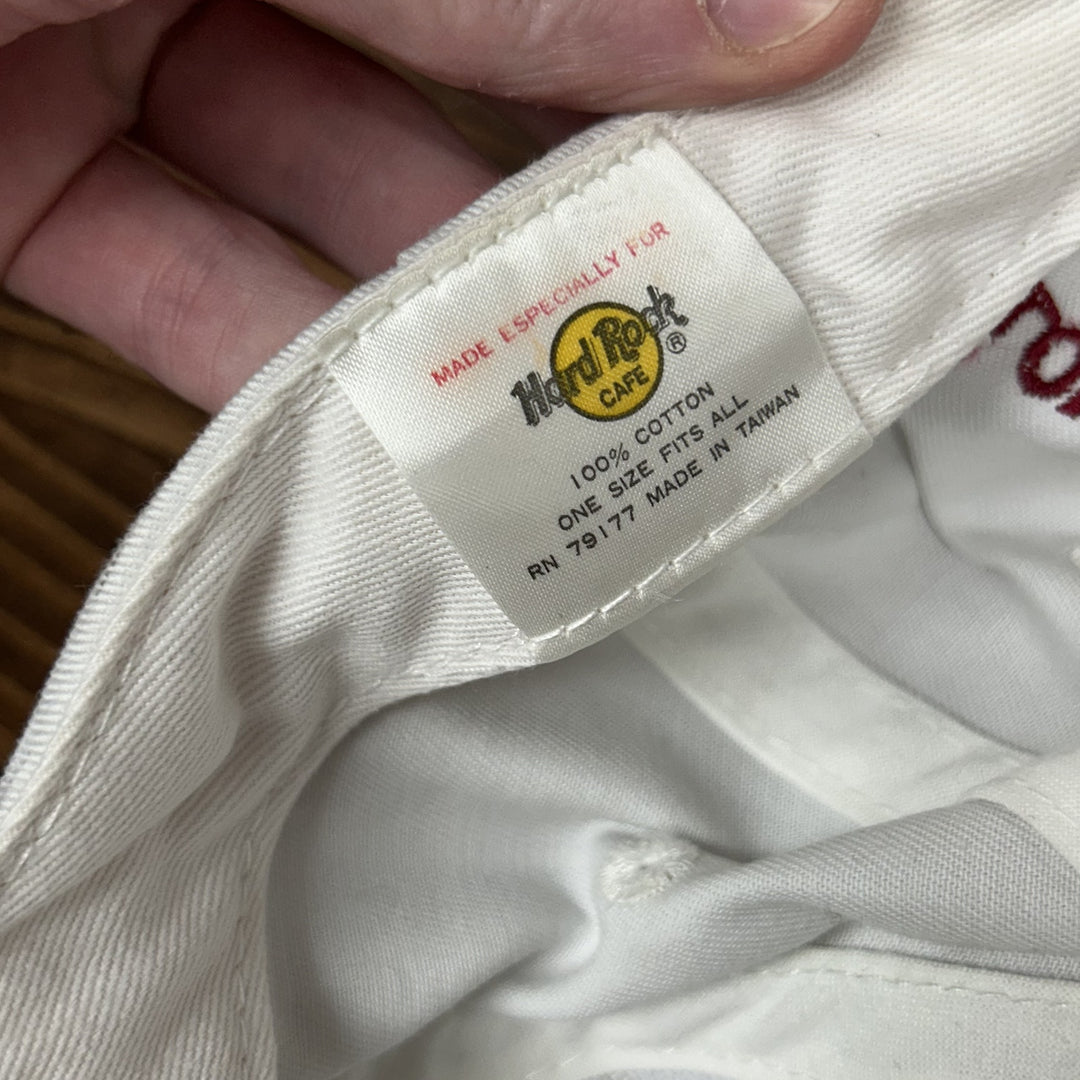 MADE ESPECIALLY FOR
Hard Rock ®
CAFE
100% COTTON
ONE SIZE FITS ALL
RN 79177 MADE IN TAIWAN